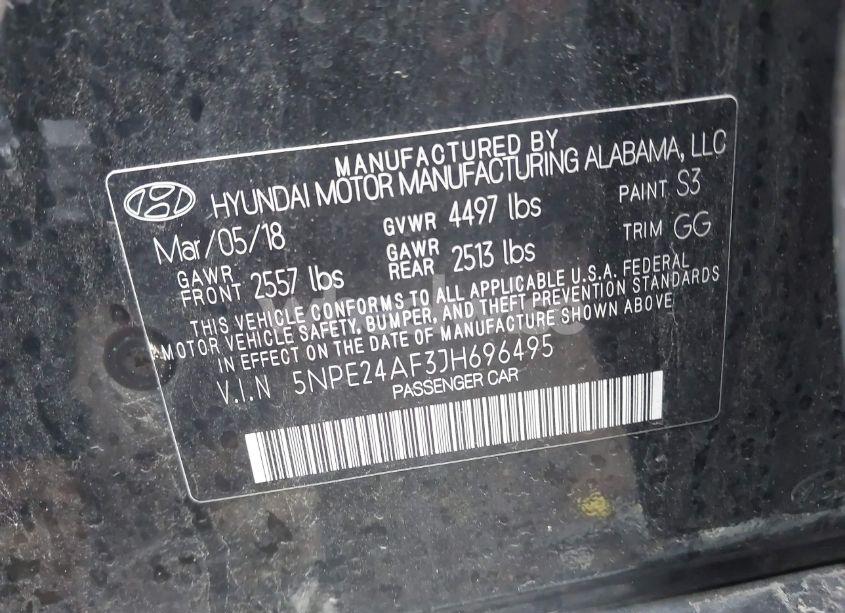 MANUFACTURED BY
HYUNDAI MOTOR MANUFACTURING ALABAMA, LLC
Mar/05/18 GVWR 4497 lbs PAINT S3
GAWR FRONT 2557 lbs GAWR REAR 2513 lbs TRIM GG
THIS VEHICLE CONFORMS TO ALL APPLICABLE U.S.A. FEDERAL
MOTOR VEHICLE SAFETY, BUMPER, AND THEFT PREVENTION STANDARDS
IN EFFECT ON THE DATE OF MANUFACTURE SHOWN ABOVE
V.I.N 5NPE24AF3JH696495
PASSENGER CAR